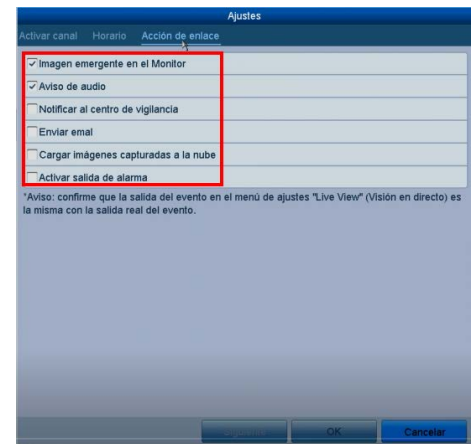 Ajustes
Activar canal Horario Acción de enlace
Imagen emergente en el Monitor
Aviso de audio
Notificar al centro de vigilancia
Enviar emal
Cargar imágenes capturadas a la nube
Activar salida de alarma
*Aviso: confirme que la salida del evento en el menú de ajustes "Live View" (Visión en directo) es
la misma con la salida real del evento.
OK Cancelar